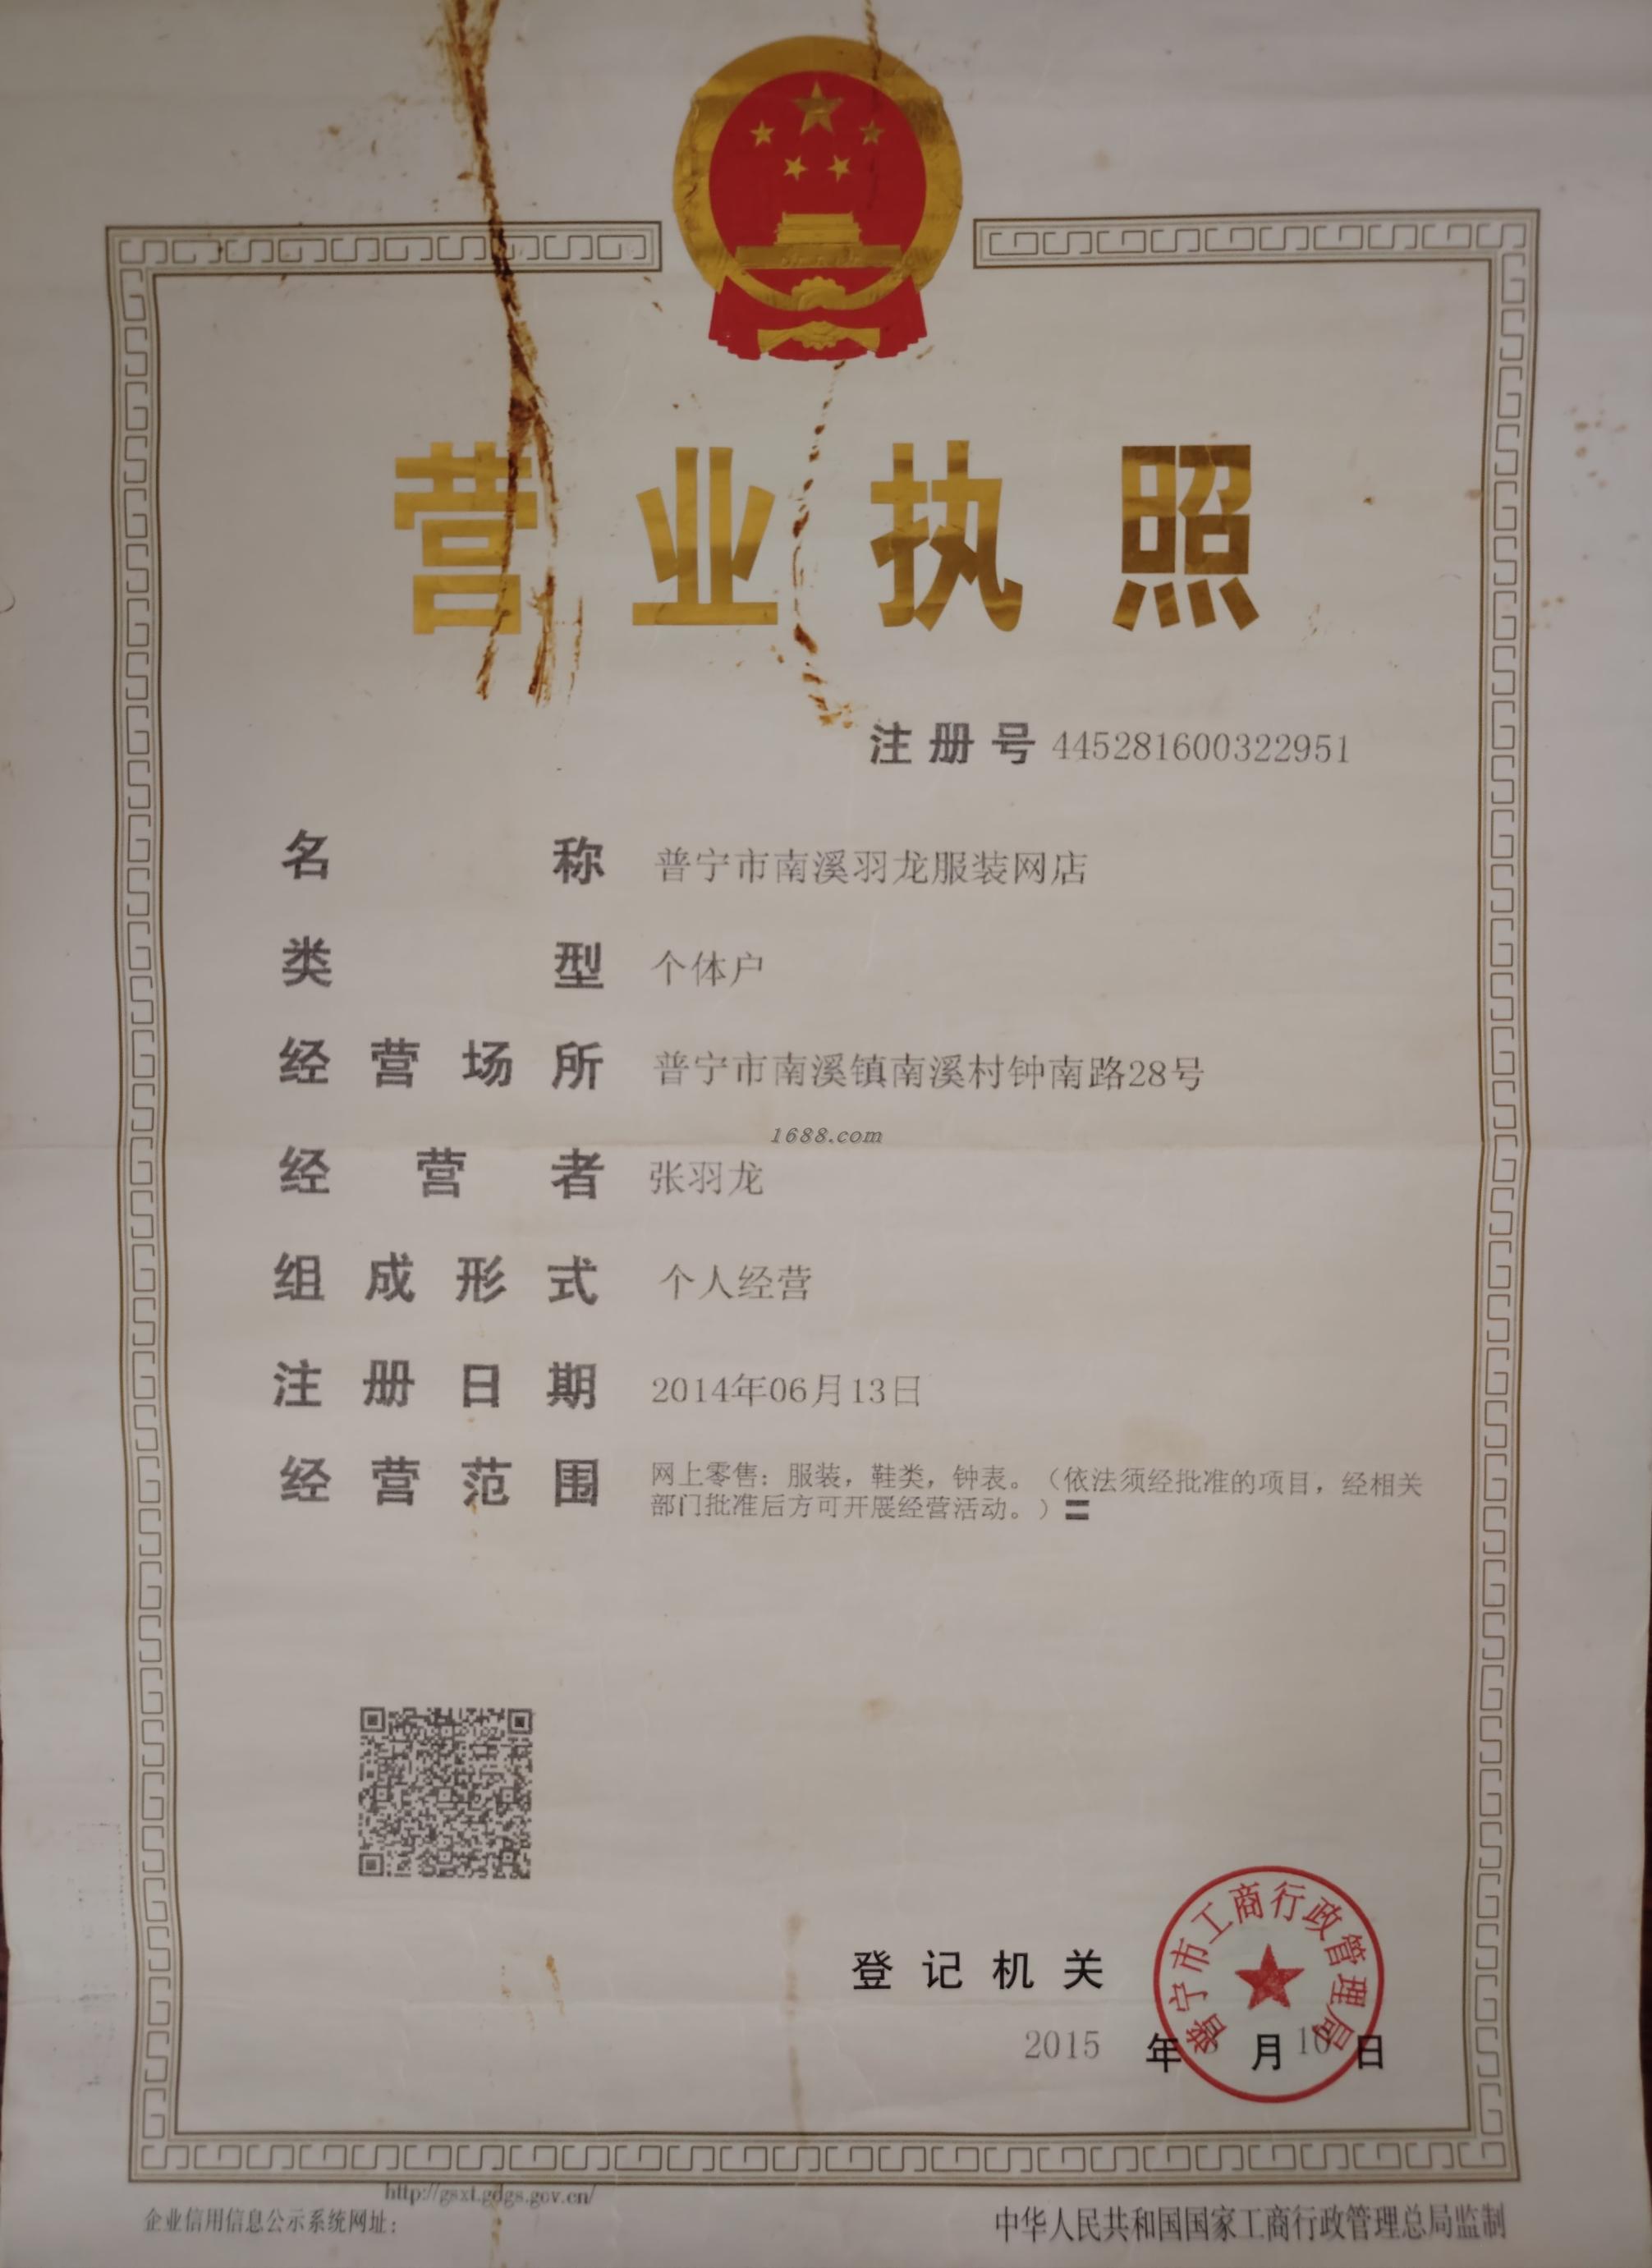 营业执照
注册号 445281600322951
名称 普宁市南溪羽龙服装网店
类型 个体户
经营场所 普宁市南溪镇南溪村钟南路28号
1688.com
经营者 张羽龙
组成形式 个人经营
注册日期 2014年06月13日
经营范围 网上零售：服装，鞋类，钟表。（依法须经批准的项目，经相关
部门批准后方可开展经营活动。）
登记机关
普宁市工商行政管理局
2015 年 月 10 日
http://gsxt.gdgs.gov.cn/
企业信用信息公示系统网址：
中华人民共和国国家工商行政管理总局监制